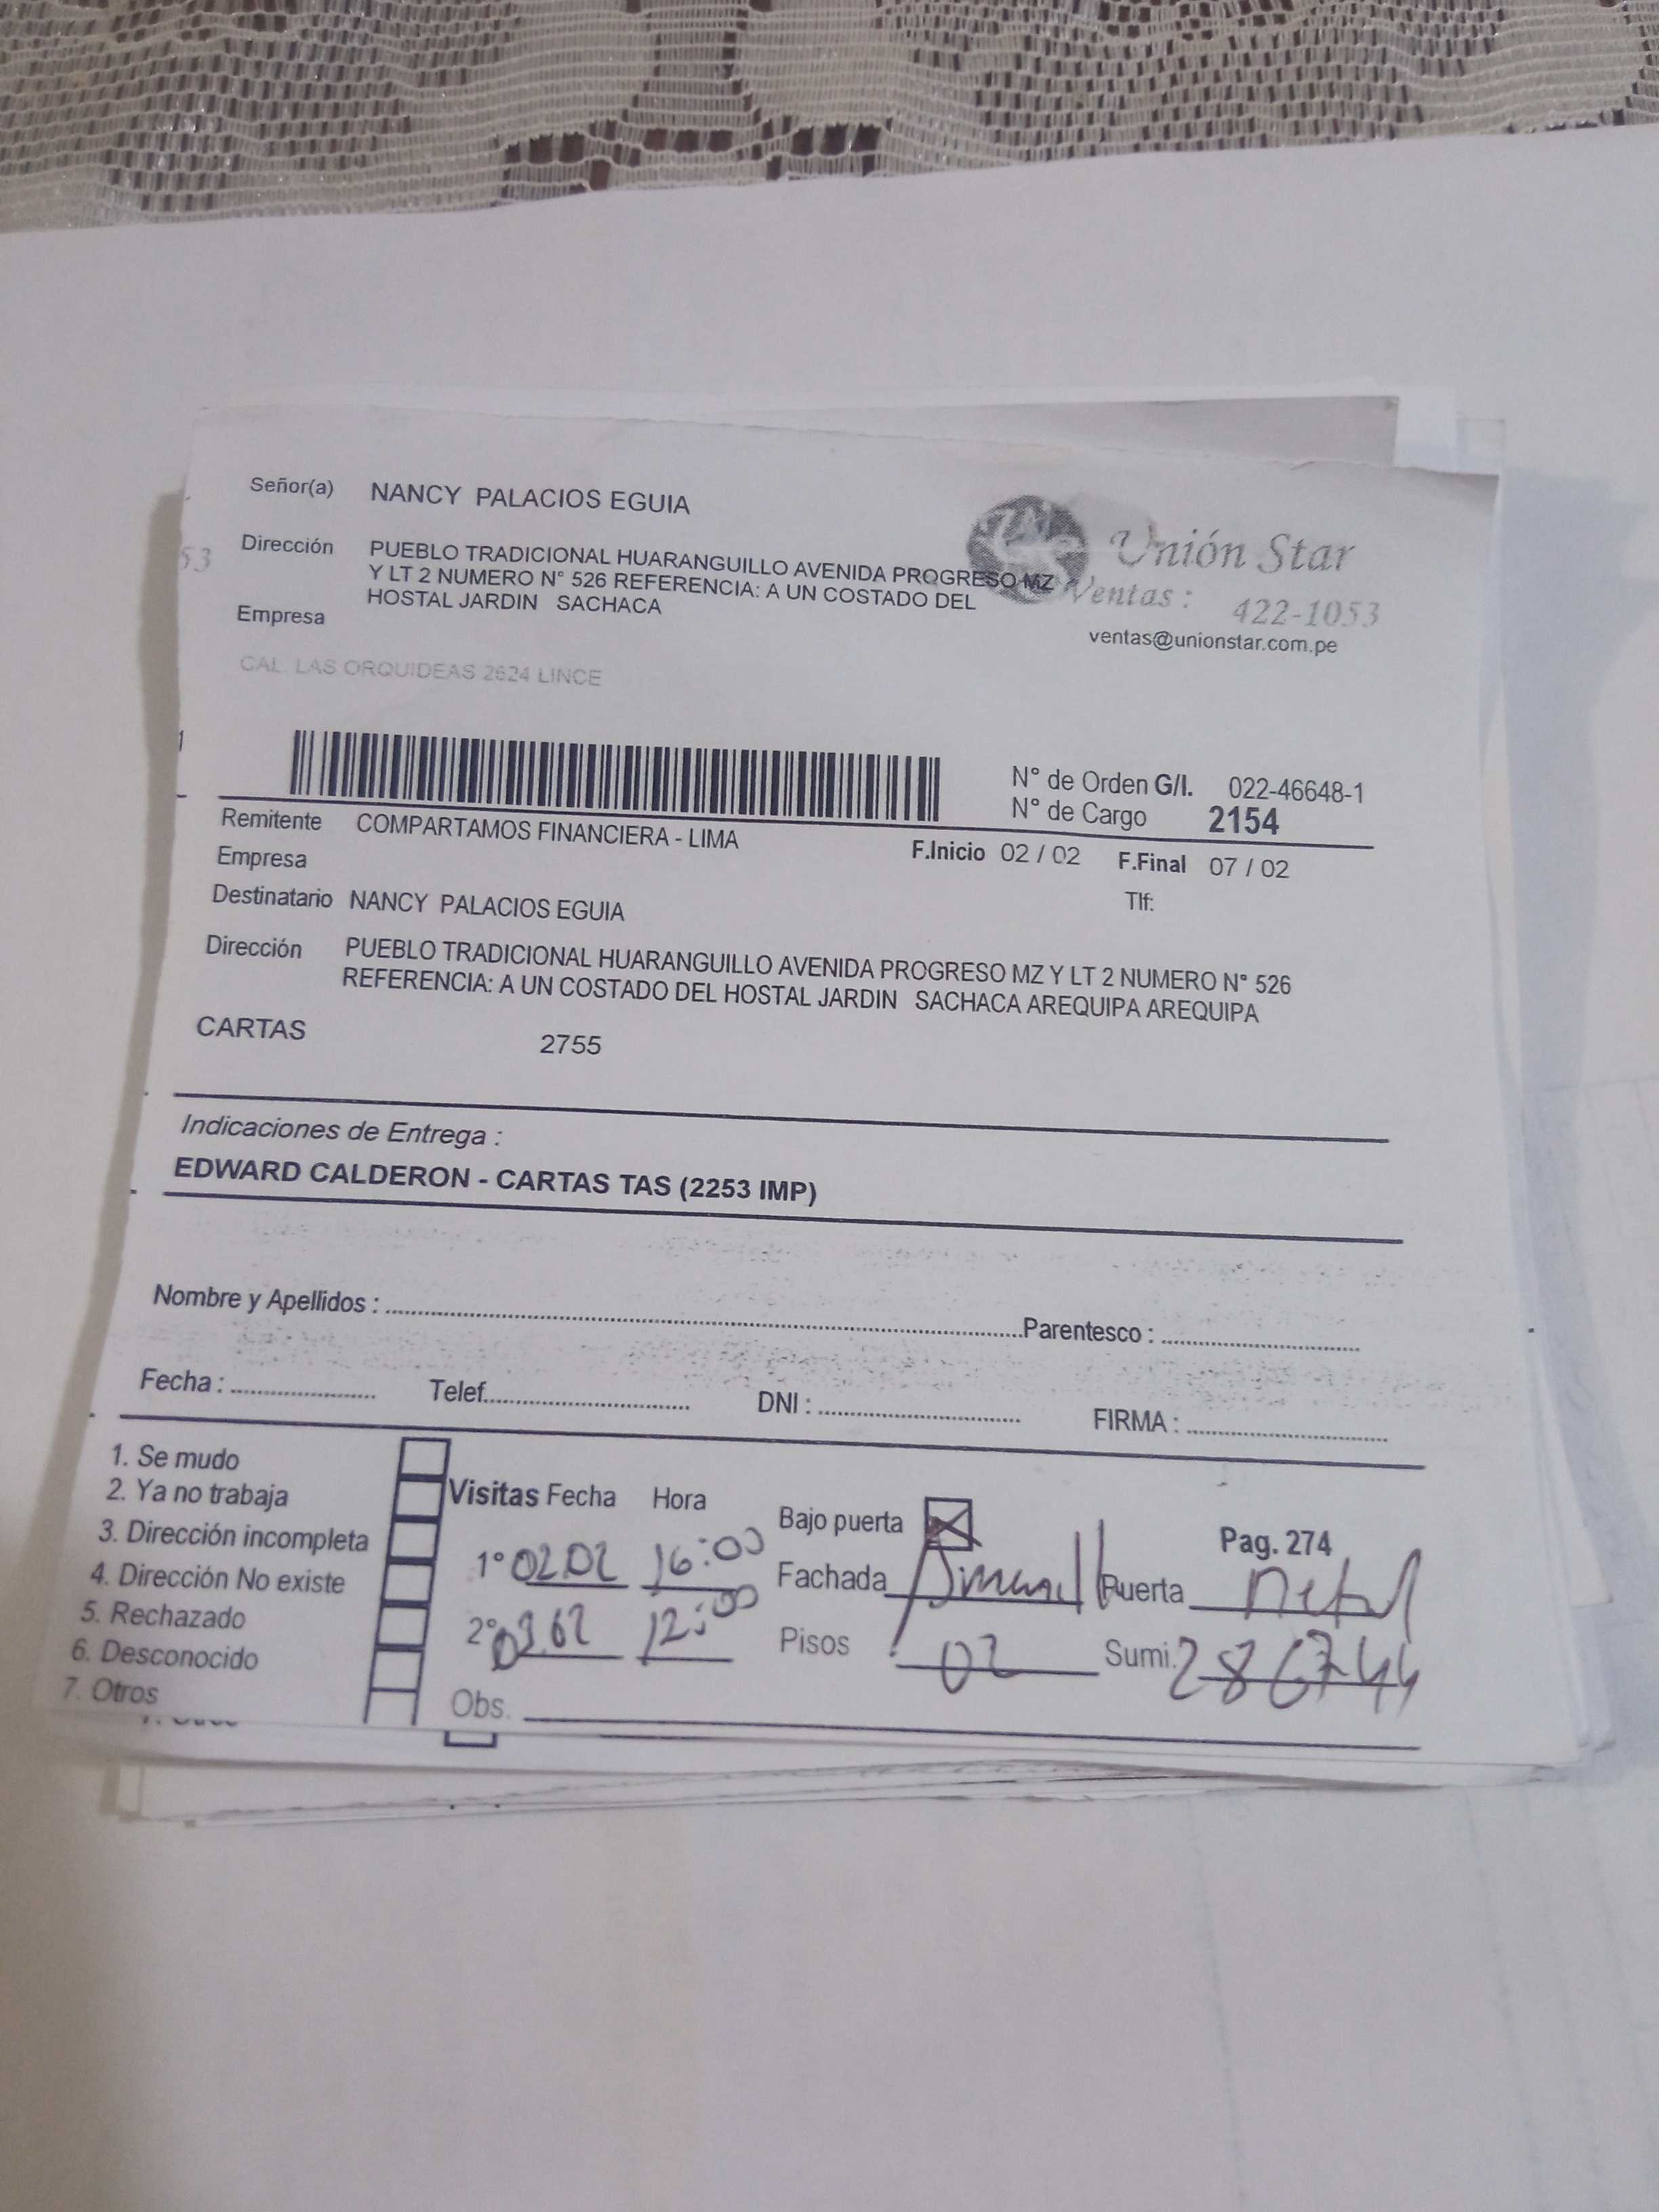 Señor(a) NANCY PALACIOS EGUIA
Unión Star
Ventas : 422-1053
ventas@unionstar.com.pe
53
Dirección PUEBLO TRADICIONAL HUARANGUILLO AVENIDA PROGRESO MZ
Y LT 2 NUMERO N° 526 REFERENCIA: A UN COSTADO DEL
HOSTAL JARDIN SACHACA
Empresa
CAL. LAS ORQUIDEAS 2624 LINCE
1
N° de Orden G/I. 022-46648-1
N° de Cargo 2154
Remitente COMPARTAMOS FINANCIERA - LIMA
F.Inicio 02 / 02 F.Final 07 / 02
Empresa
Tlf:
Destinatario NANCY PALACIOS EGUIA
Dirección PUEBLO TRADICIONAL HUARANGUILLO AVENIDA PROGRESO MZ Y LT 2 NUMERO N° 526
REFERENCIA: A UN COSTADO DEL HOSTAL JARDIN SACHACA AREQUIPA AREQUIPA
CARTAS 2755
Indicaciones de Entrega :
EDWARD CALDERON - CARTAS TAS (2253 IMP)
Nombre y Apellidos : Parentesco :
Fecha : Telef. DNI : FIRMA :
1. Se mudo
2. Ya no trabaja
3. Dirección incompleta
4. Dirección No existe
5. Rechazado
6. Desconocido
7. Otros
Visitas Fecha Hora
1° 02.02 16:00
2° 12:00
Obs.
Bajo puerta
Pag. 274
Fachada Puerta
Pisos 02 Sumi. 286744